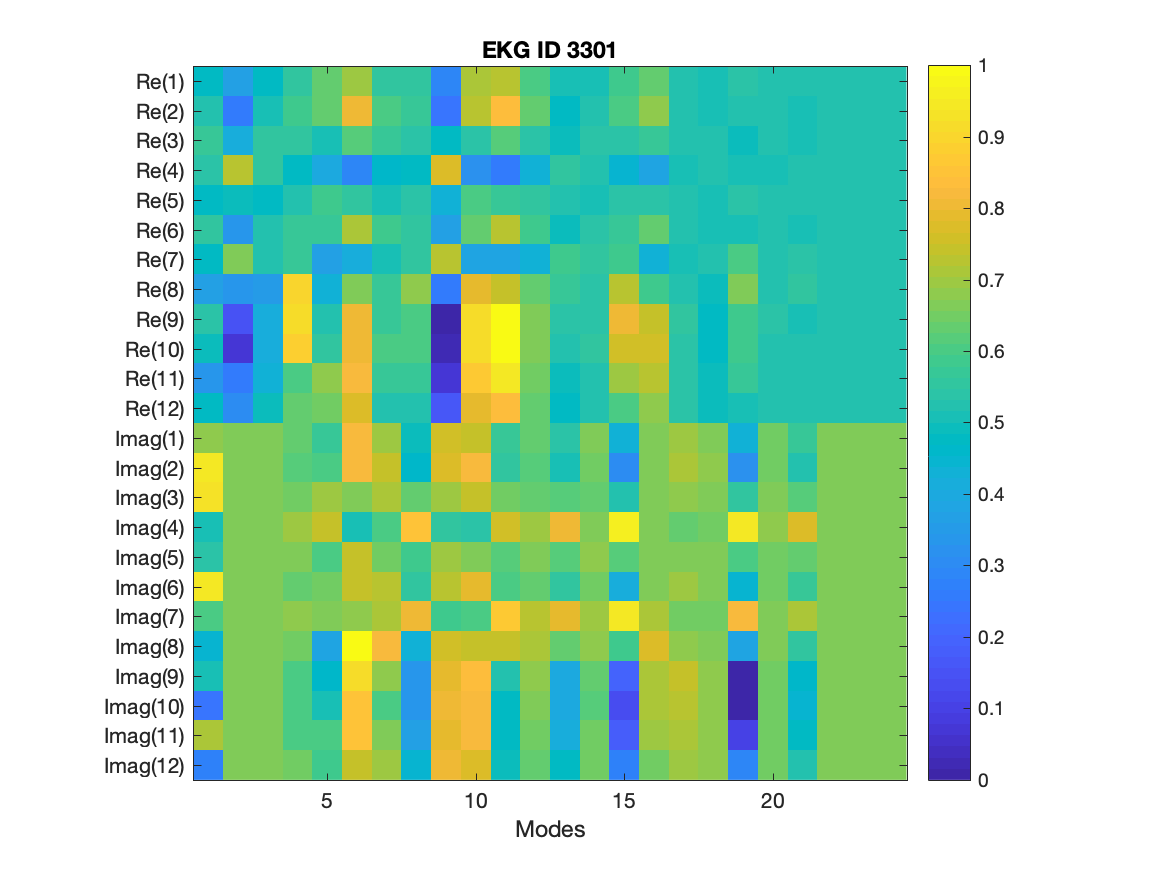 EKG ID 3301
Re(1)
Re(2)
Re(3)
Re(4)
Re(5)
Re(6)
Re(7)
Re(8)
Re(9)
Re(10)
Re(11)
Re(12)
Imag(1)
Imag(2)
Imag(3)
Imag(4)
Imag(5)
Imag(6)
Imag(7)
Imag(8)
Imag(9)
Imag(10)
Imag(11)
Imag(12)
5 10 15 20
Modes
1
0.9
0.8
0.7
0.6
0.5
0.4
0.3
0.2
0.1
0